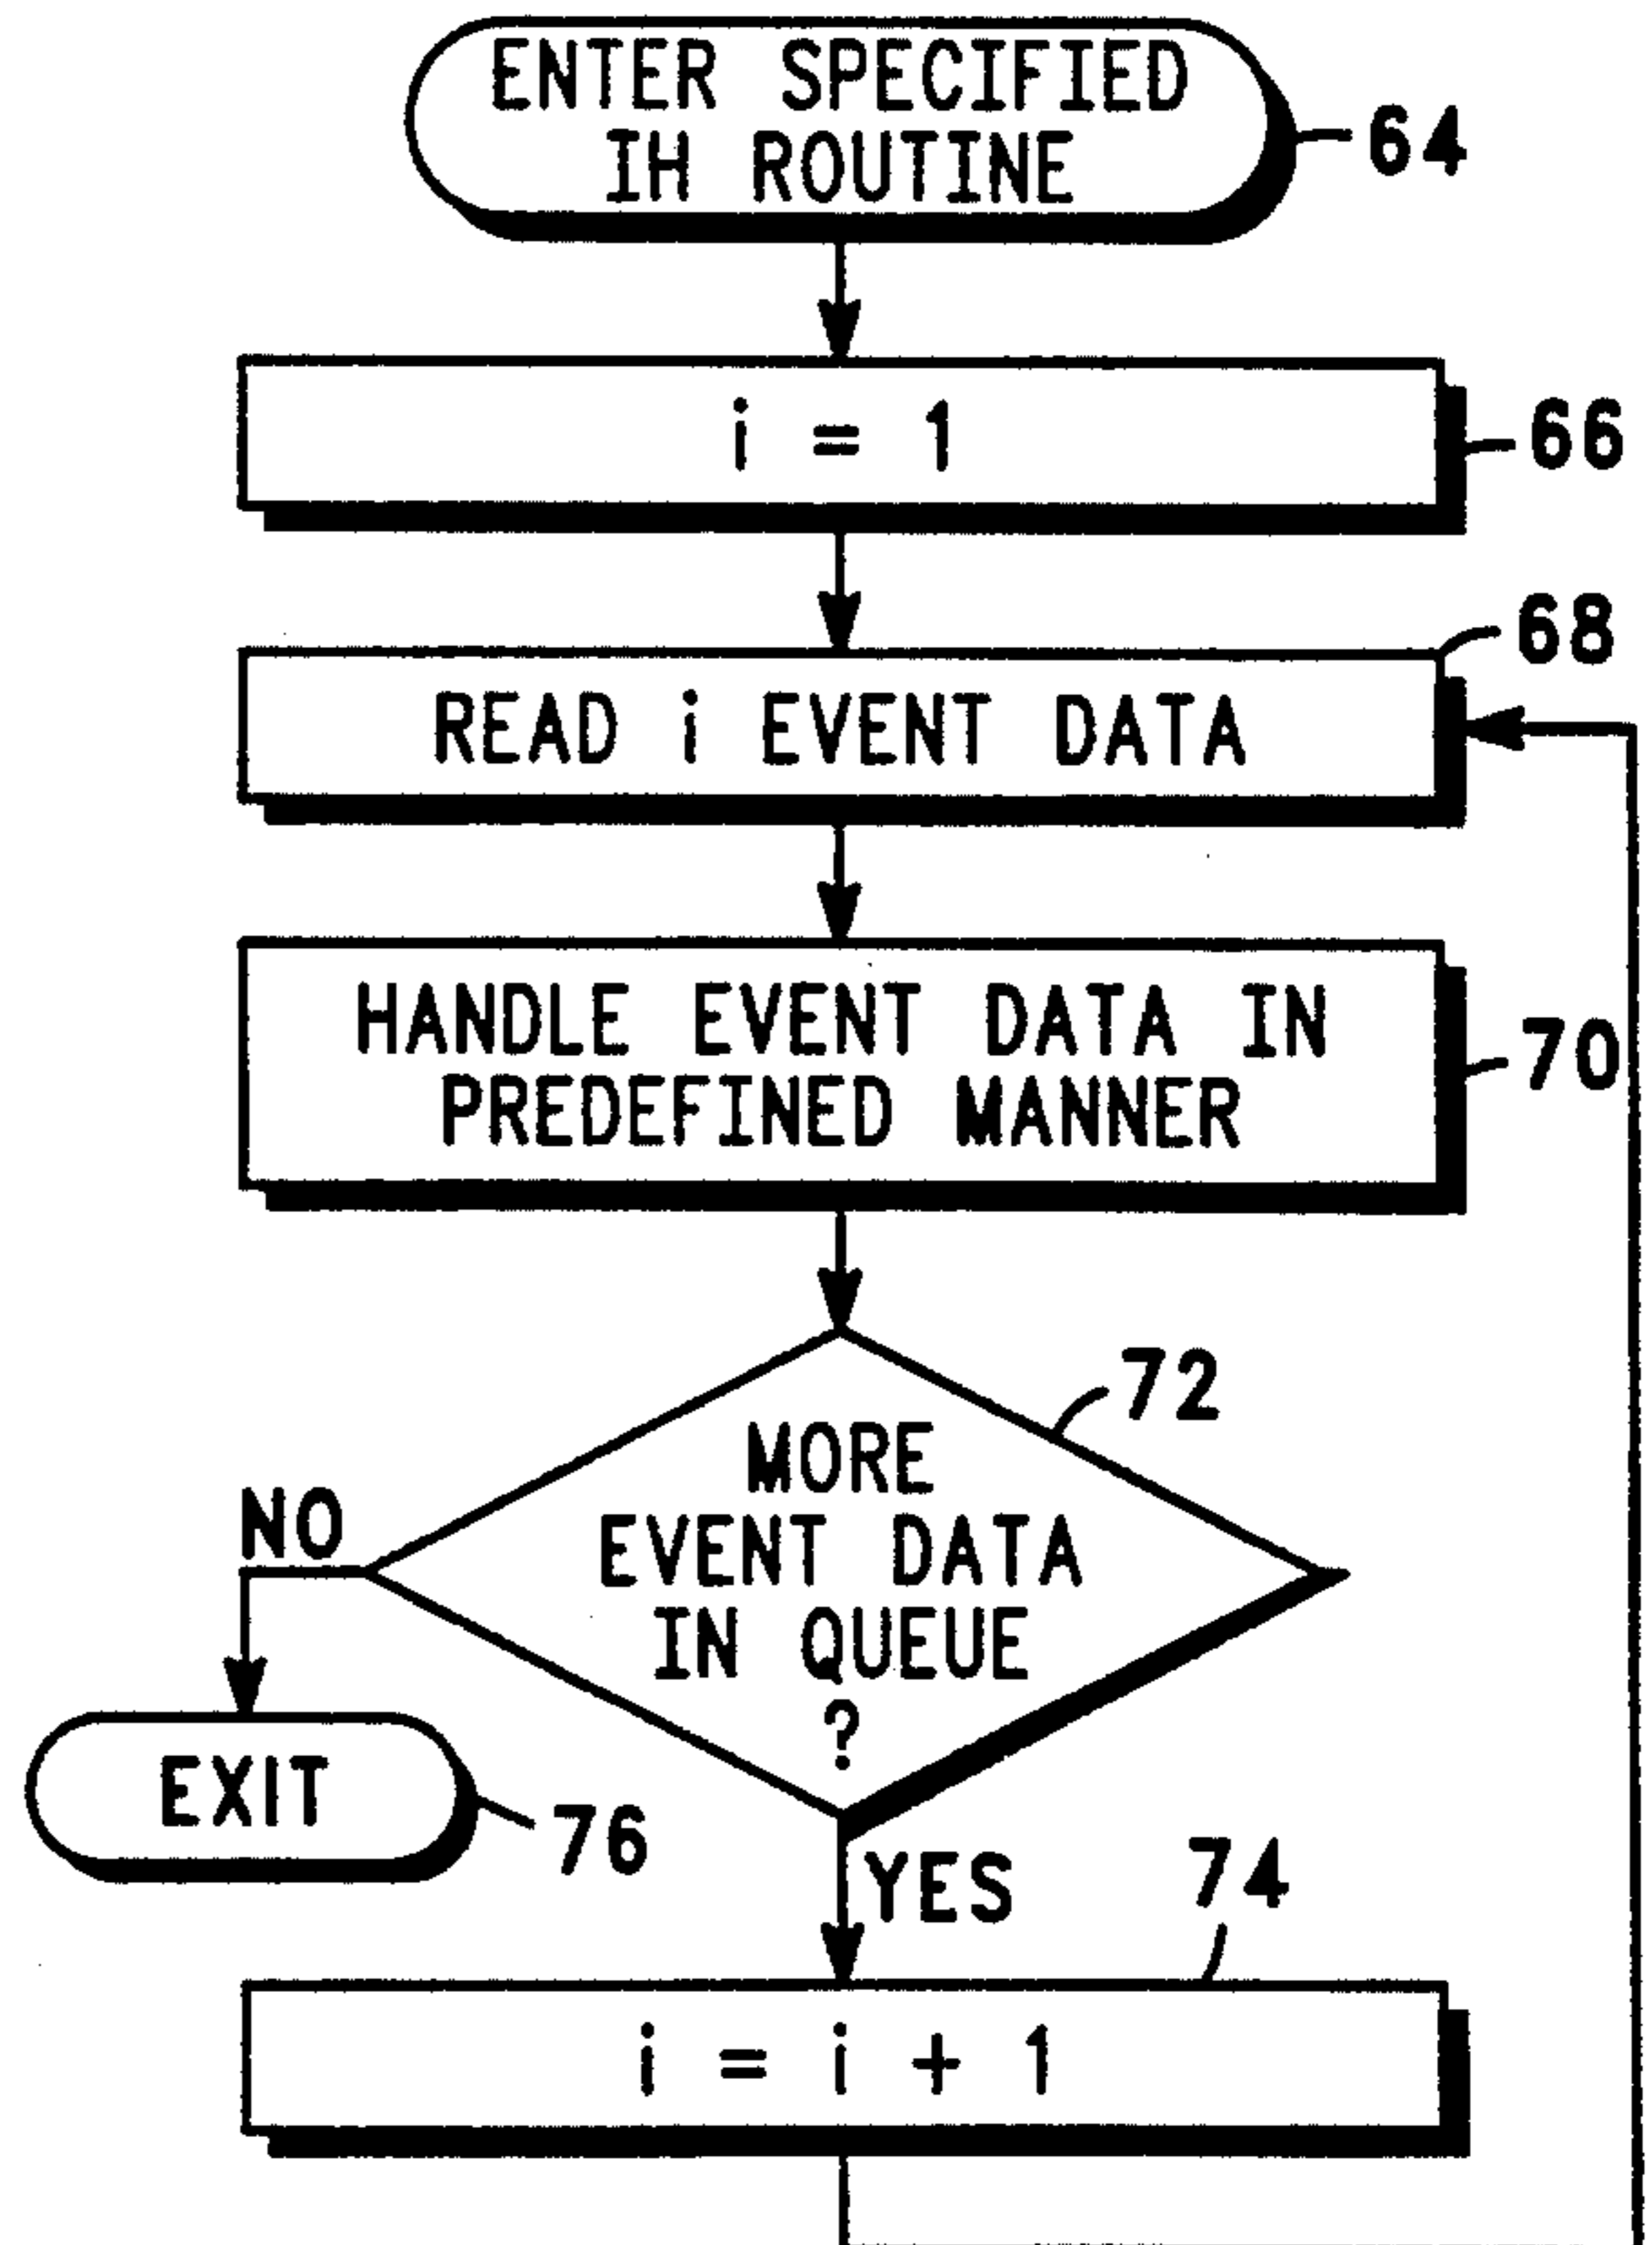 ENTER SPECIFIED
IH ROUTINE
64
i = 1
66
68
READ i EVENT DATA
HANDLE EVENT DATA IN
PREDEFINED MANNER
70
72
MORE
EVENT DATA
IN QUEUE
?
NO
EXIT
76
YES
74
i = i + 1